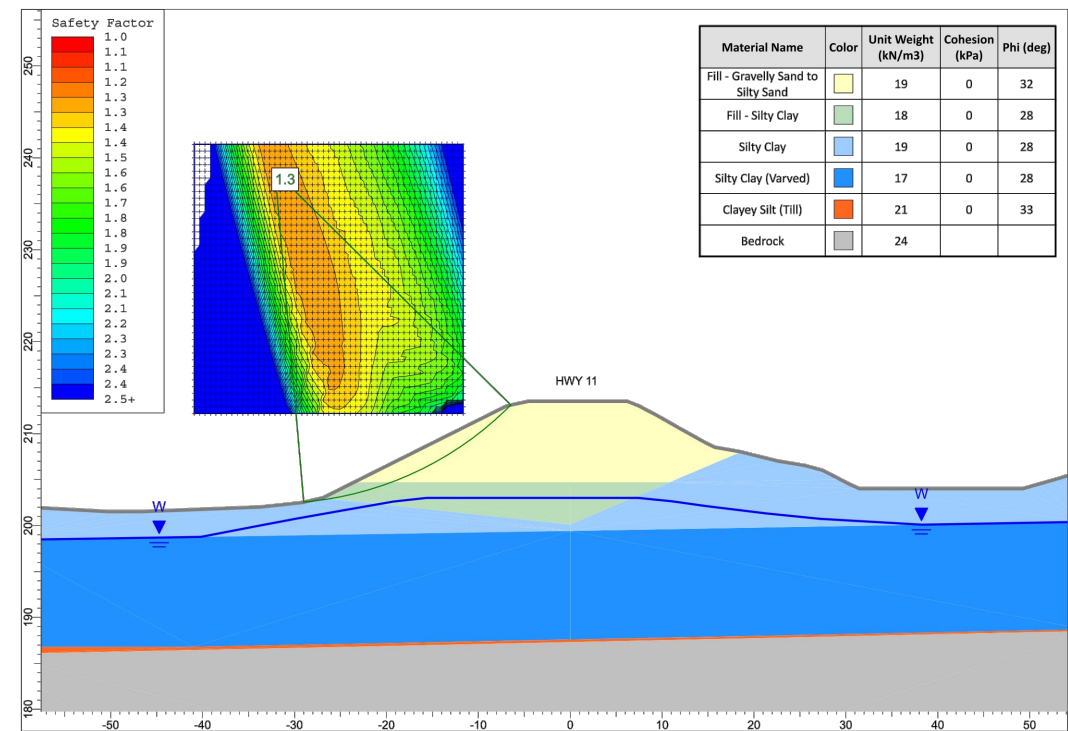 Safety Factor
1.0
1.1
1.1
1.2
1.3
1.3
1.4
1.5
1.6
1.6
1.7
1.8
1.9
1.9
2.0
2.1
2.1
2.2
2.3
2.3
2.4
2.4
2.5+
Material Name Color Unit Weight (kN/m3) Cohesion (kPa) Phi (deg)
Fill - Gravelly Sand to Silty Sand 19 0 32
Fill - Silty Clay 18 0 28
Silty Clay 19 0 28
Silty Clay (Varved) 17 0 28
Clayey Silt (Till) 21 0 33
Bedrock 24
1.3
HWY 11
W
W
250
240
230
220
210
200
190
180
-50 -40 -30 -20 -10 0 10 20 30 40 50